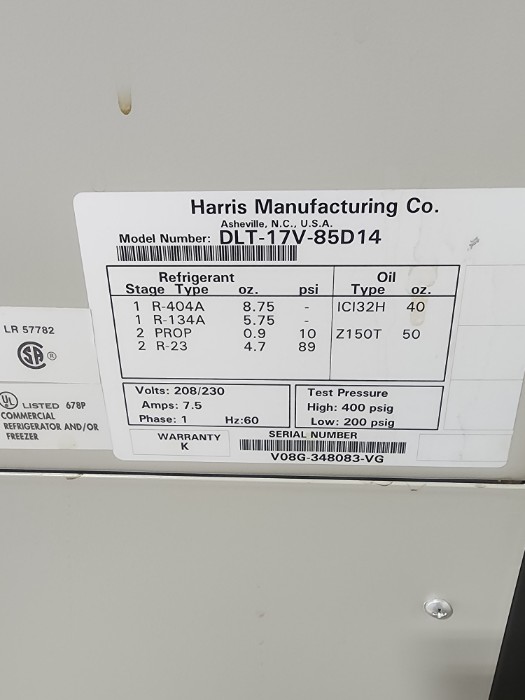 Harris Manufacturing Co.
Asheville, N.C., U.S.A.
Model Number: DLT-17V-85D14
Refrigerant Oil
Stage Type oz. psi Type oz.
1 R-404A 8.75 - ICI32H 40
1 R-134A 5.75 -
2 PROP 0.9 10 Z150T 50
2 R-23 4.7 89
Volts: 208/230
Amps: 7.5
Phase: 1 Hz:60
Test Pressure
High: 400 psig
Low: 200 psig
WARRANTY
K
SERIAL NUMBER
V08G-348083-VG
LR 57782
SA ®
UL LISTED 678P
COMMERCIAL
REFRIGERATOR AND/OR
FREEZER